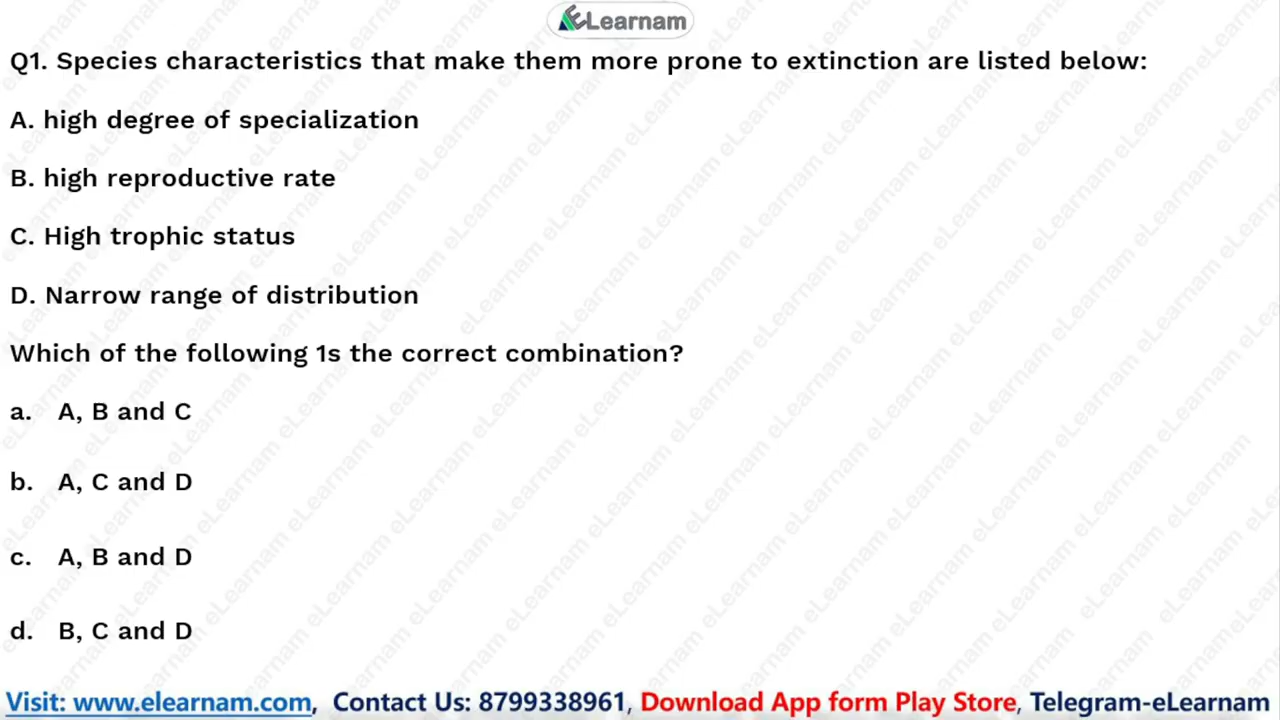 eLearnam
Q1. Species characteristics that make them more prone to extinction are listed below:
A. high degree of specialization
B. high reproductive rate
C. High trophic status
D. Narrow range of distribution
Which of the following 1s the correct combination?
a. A, B and C
b. A, C and D
c. A, B and D
d. B, C and D
Visit: www.elearnam.com, Contact Us: 8799338961, Download App form Play Store, Telegram-eLearnam